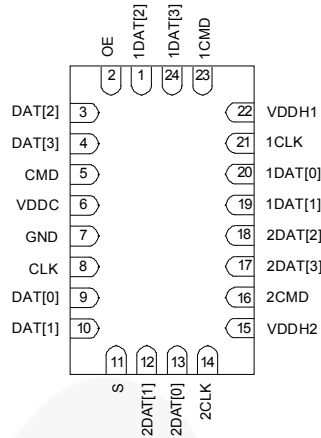 OE
1DAT[2]
1DAT[3]
1CMD
2 1 24 23
DAT[2] 3
DAT[3] 4
CMD 5
VDDC 6
GND 7
CLK 8
DAT[0] 9
DAT[1] 10
22 VDDH1
21 1CLK
20 1DAT[0]
19 1DAT[1]
18 2DAT[2]
17 2DAT[3]
16 2CMD
15 VDDH2
11 12 13 14
S
2DAT[1]
2DAT[0]
2CLK